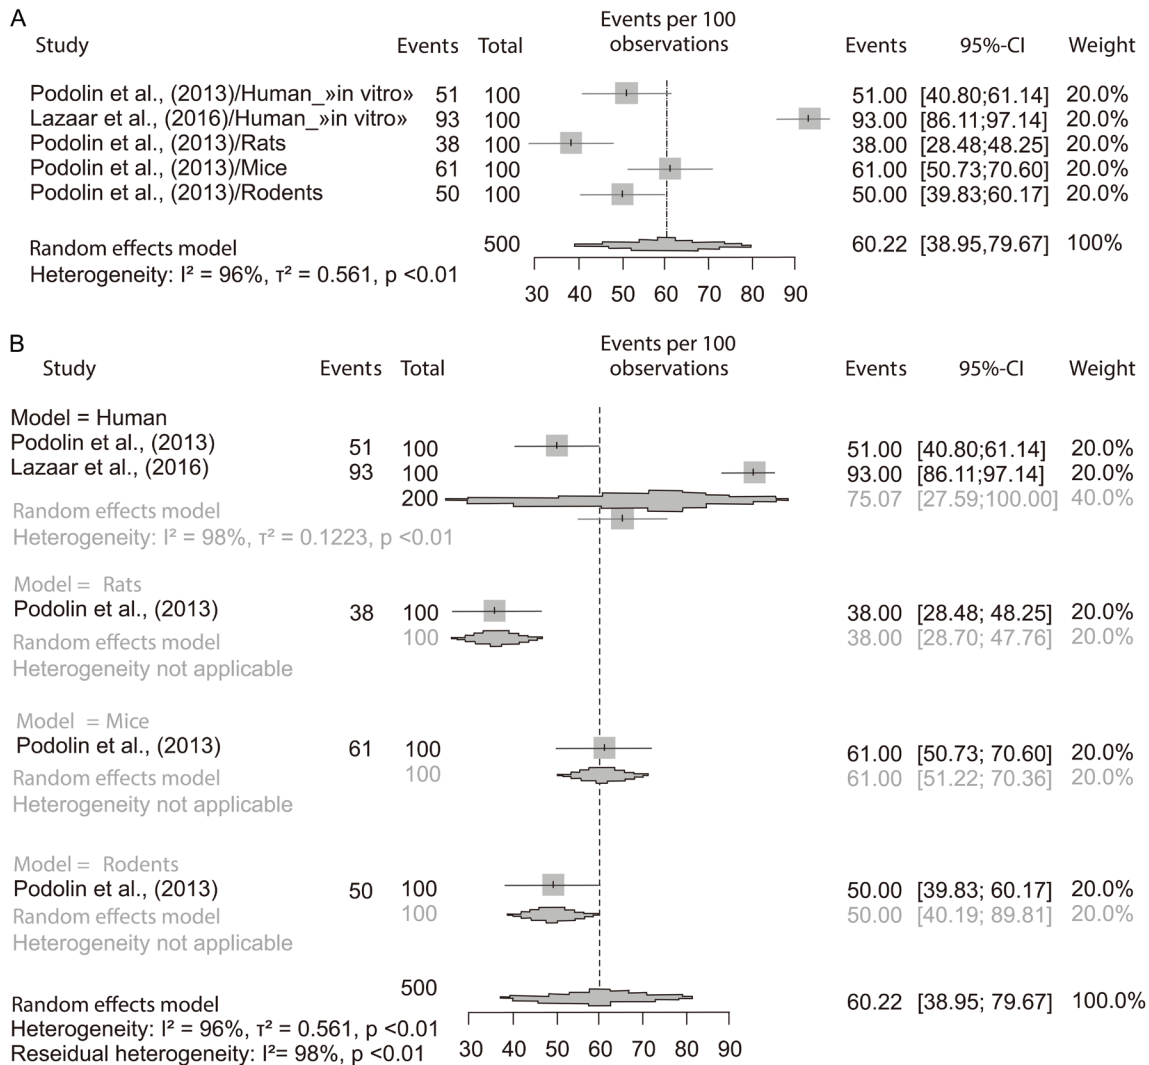 A
Events per 100
observations
Study Events Total Events 95%-CI Weight
Podolin et al., (2013)/Human_»in vitro» 51 100 51.00 [40.80;61.14] 20.0%
Lazaar et al., (2016)/Human_»in vitro» 93 100 93.00 [86.11;97.14] 20.0%
Podolin et al., (2013)/Rats 38 100 38.00 [28.48;48.25] 20.0%
Podolin et al., (2013)/Mice 61 100 61.00 [50.73;70.60] 20.0%
Podolin et al., (2013)/Rodents 50 100 50.00 [39.83;60.17] 20.0%
Random effects model 500 60.22 [38.95,79.67] 100%
Heterogeneity: I² = 96%, τ² = 0.561, p <0.01
30 40 50 60 70 80 90
B
Events per 100
observations
Study Events Total Events 95%-CI Weight
Model = Human
Podolin et al., (2013) 51 100 51.00 [40.80;61.14] 20.0%
Lazaar et al., (2016) 93 100 93.00 [86.11;97.14] 20.0%
Random effects model 200 75.07 [27.59;100.00] 40.0%
Heterogeneity: I² = 98%, τ² = 0.1223, p <0.01
Model = Rats
Podolin et al., (2013) 38 100 38.00 [28.48; 48.25] 20.0%
Random effects model 100 38.00 [28.70; 47.76] 20.0%
Heterogeneity not applicable
Model = Mice
Podolin et al., (2013) 61 100 61.00 [50.73; 70.60] 20.0%
Random effects model 100 61.00 [51.22; 70.36] 20.0%
Heterogeneity not applicable
Model = Rodents
Podolin et al., (2013) 50 100 50.00 [39.83; 60.17] 20.0%
Random effects model 100 50.00 [40.19; 89.81] 20.0%
Heterogeneity not applicable
Random effects model 500 60.22 [38.95; 79.67] 100.0%
Heterogeneity: I² = 96%, τ² = 0.561, p <0.01
Reseidual heterogeneity: I²= 98%, p <0.01
30 40 50 60 70 80 90